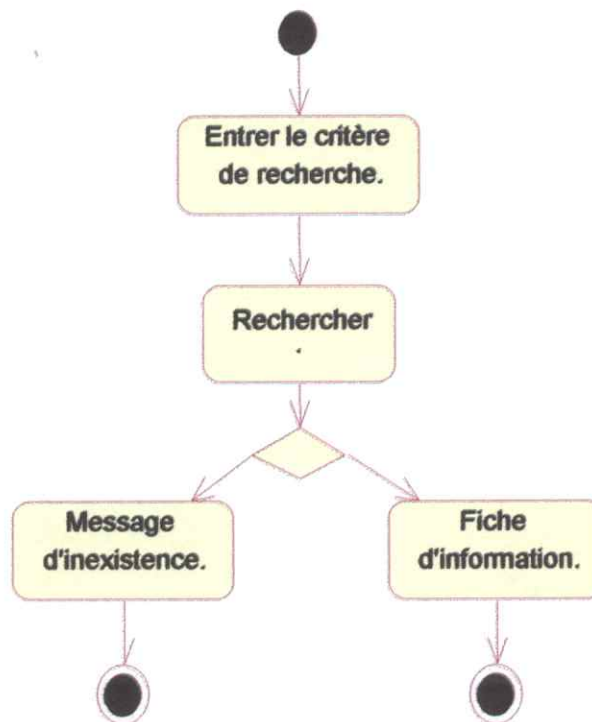 Entrer le critère
de recherche.
Rechercher
.
Message
d'inexistence.
Fiche
d'information.